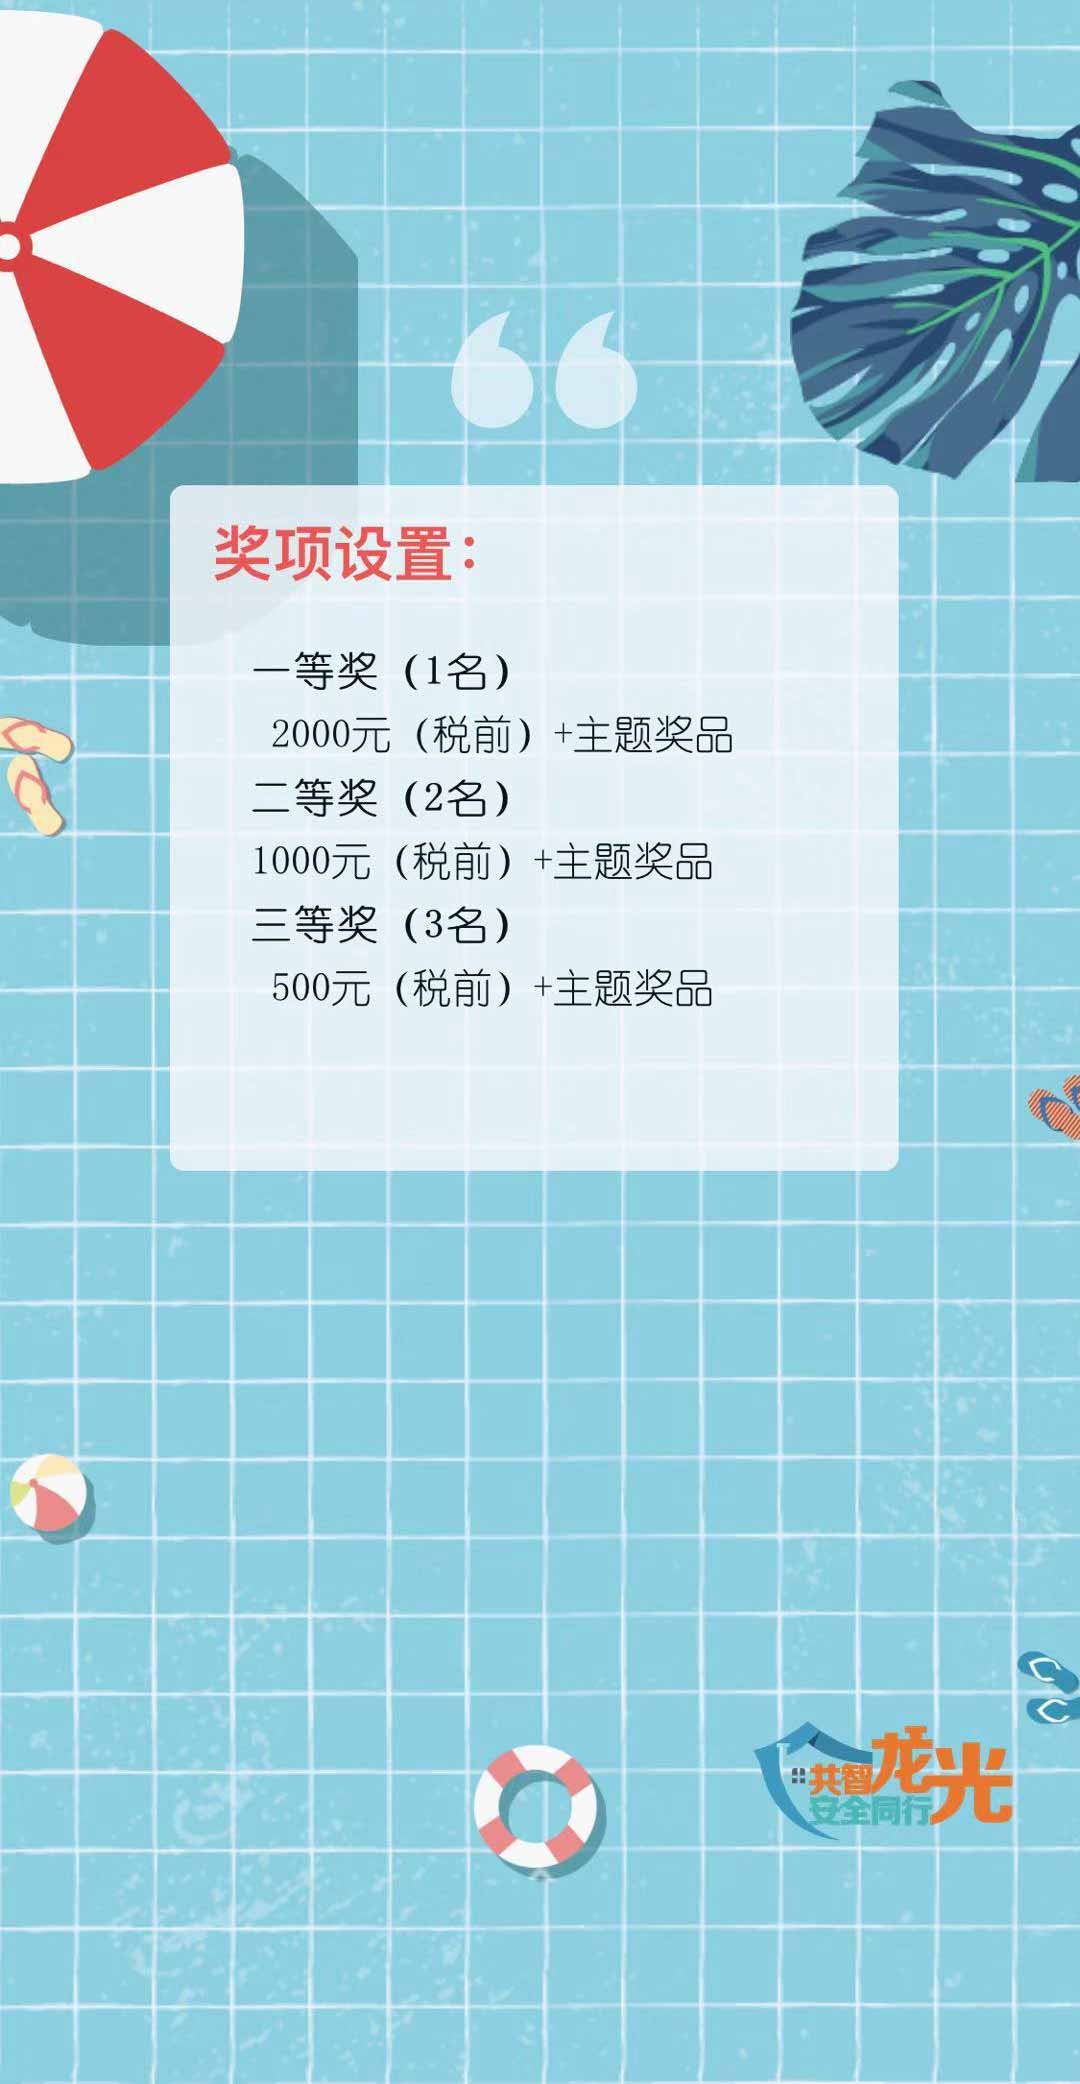 奖项设置：
一等奖（1名）
2000元（税前）+主题奖品
二等奖（2名）
1000元（税前）+主题奖品
三等奖（3名）
500元（税前）+主题奖品
共智龙光
安全同行